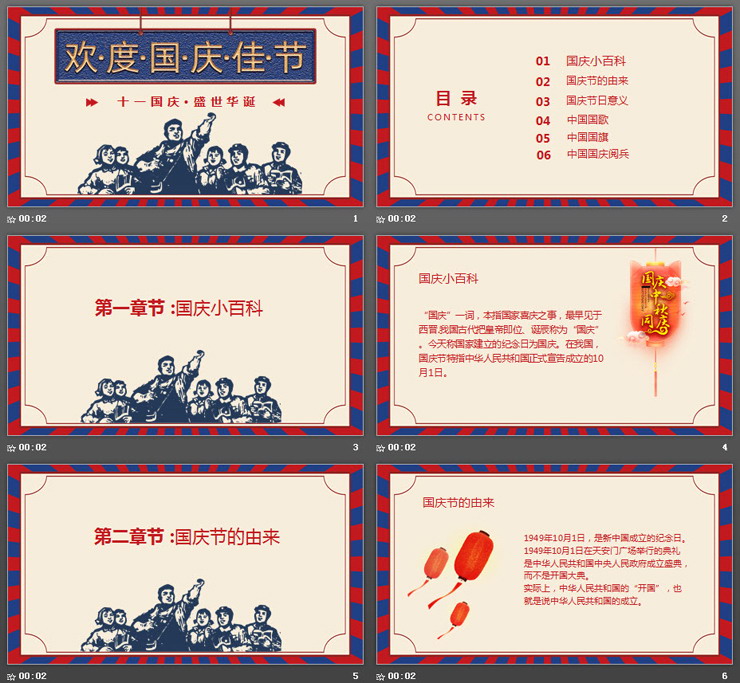 欢·度·国·庆·佳·节
十一国庆·盛世华诞
00:02
1
目录
CONTENTS
01 国庆小百科
02 国庆节的由来
03 国庆节日意义
04 中国国歌
05 中国国旗
06 中国国庆阅兵
00:02
2
第一章节 :国庆小百科
00:02
3
国庆小百科
“国庆”一词，本指国家喜庆之事，最早见于
西晋.我国古代把皇帝即位、诞辰称为“国庆”
。今天称国家建立的纪念日为国庆。在我国，
国庆节特指中华人民共和国正式宣告成立的10
月1日。
国庆
中秋
同
00:02
4
第二章节 :国庆节的由来
00:02
5
国庆节的由来
1949年10月1日，是新中国成立的纪念日。
1949年10月1日在天安门广场举行的典礼
是中华人民共和国中央人民政府成立盛典，
而不是开国大典。
实际上，中华人民共和国的“开国”，也
就是说中华人民共和国的成立。
00:02
6